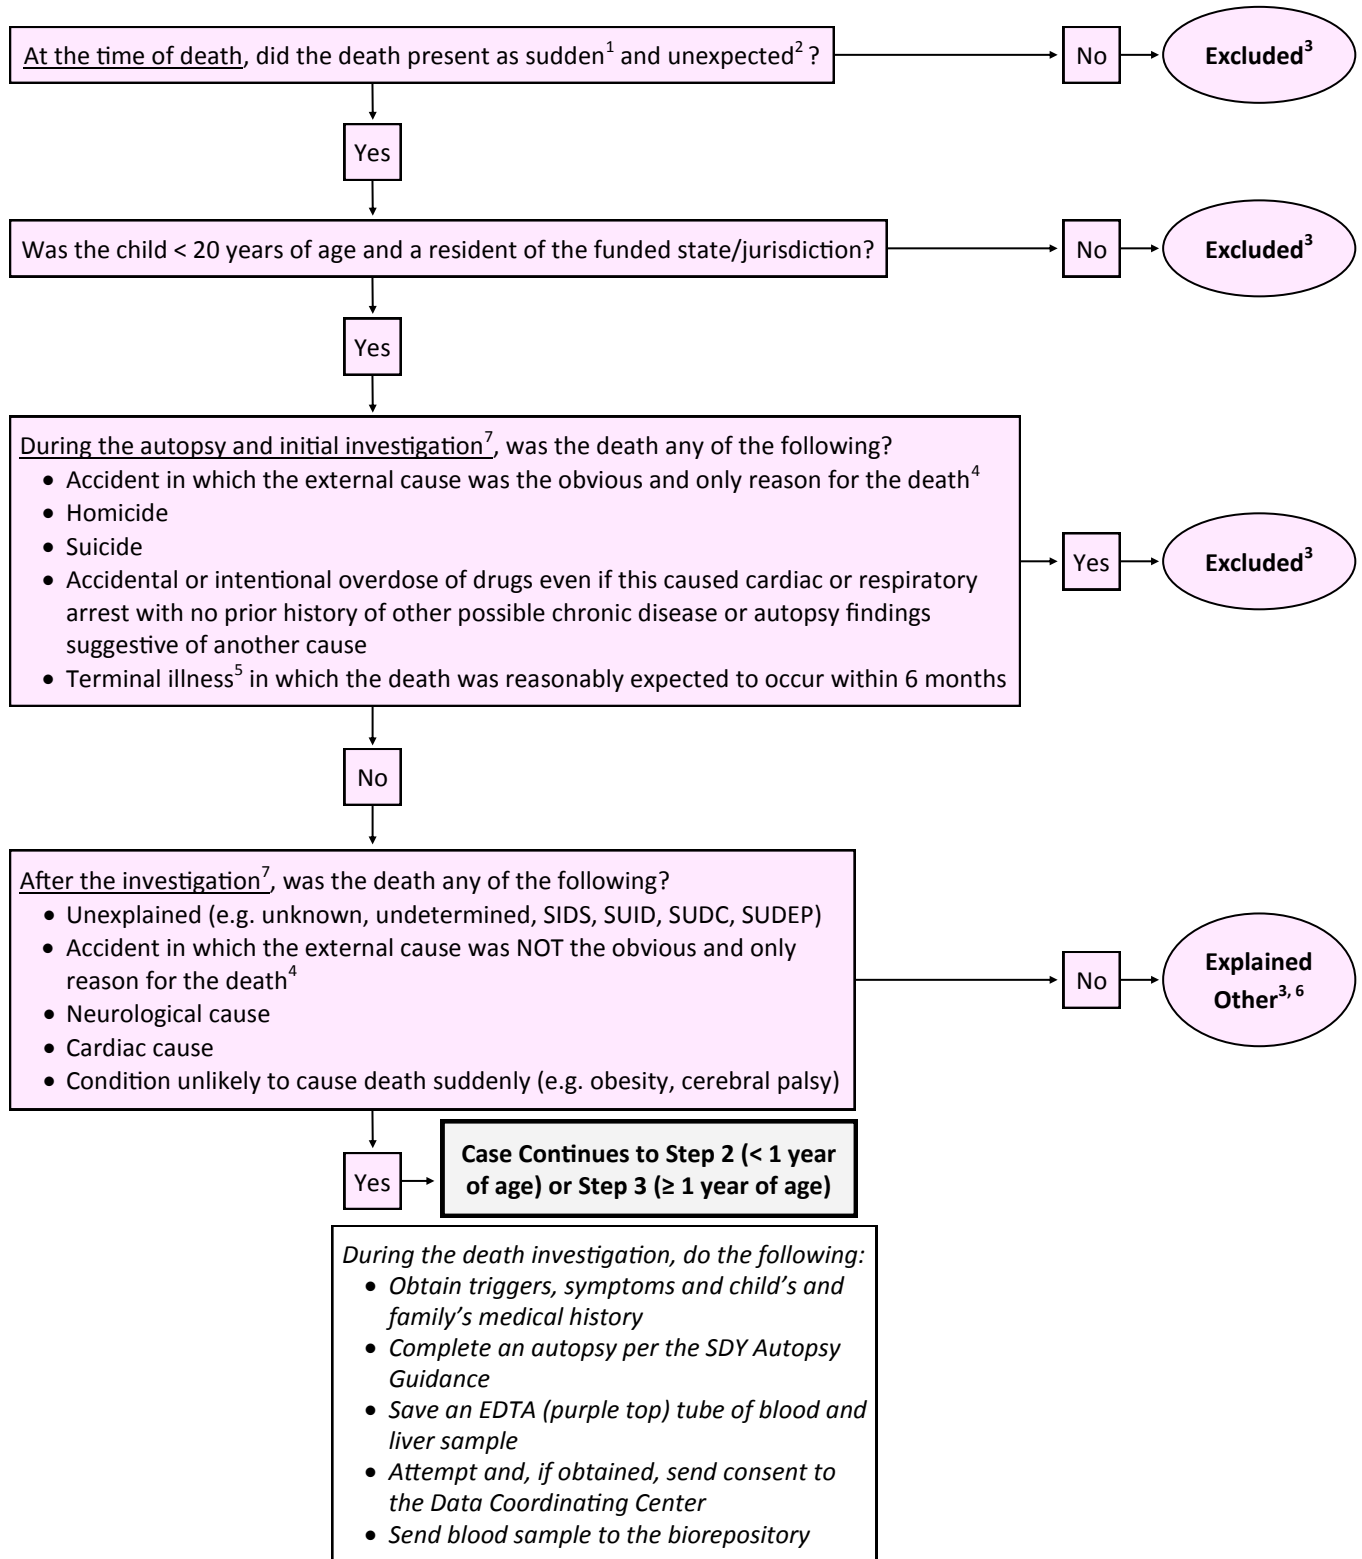 At the time of death, did the death present as sudden¹ and unexpected² ?
No
Excluded³
Yes
Was the child < 20 years of age and a resident of the funded state/jurisdiction?
No
Excluded³
Yes
During the autopsy and initial investigation⁷, was the death any of the following?
• Accident in which the external cause was the obvious and only reason for the death⁴
• Homicide
• Suicide
• Accidental or intentional overdose of drugs even if this caused cardiac or respiratory
arrest with no prior history of other possible chronic disease or autopsy findings
suggestive of another cause
• Terminal illness⁵ in which the death was reasonably expected to occur within 6 months
Yes
Excluded³
No
After the investigation⁷, was the death any of the following?
• Unexplained (e.g. unknown, undetermined, SIDS, SUID, SUDC, SUDEP)
• Accident in which the external cause was NOT the obvious and only
reason for the death⁴
• Neurological cause
• Cardiac cause
• Condition unlikely to cause death suddenly (e.g. obesity, cerebral palsy)
No
Explained
Other³, ⁶
Yes
Case Continues to Step 2 (< 1 year
of age) or Step 3 (≥ 1 year of age)
During the death investigation, do the following:
• Obtain triggers, symptoms and child’s and
family’s medical history
• Complete an autopsy per the SDY Autopsy
Guidance
• Save an EDTA (purple top) tube of blood and
liver sample
• Attempt and, if obtained, send consent to
the Data Coordinating Center
• Send blood sample to the biorepository